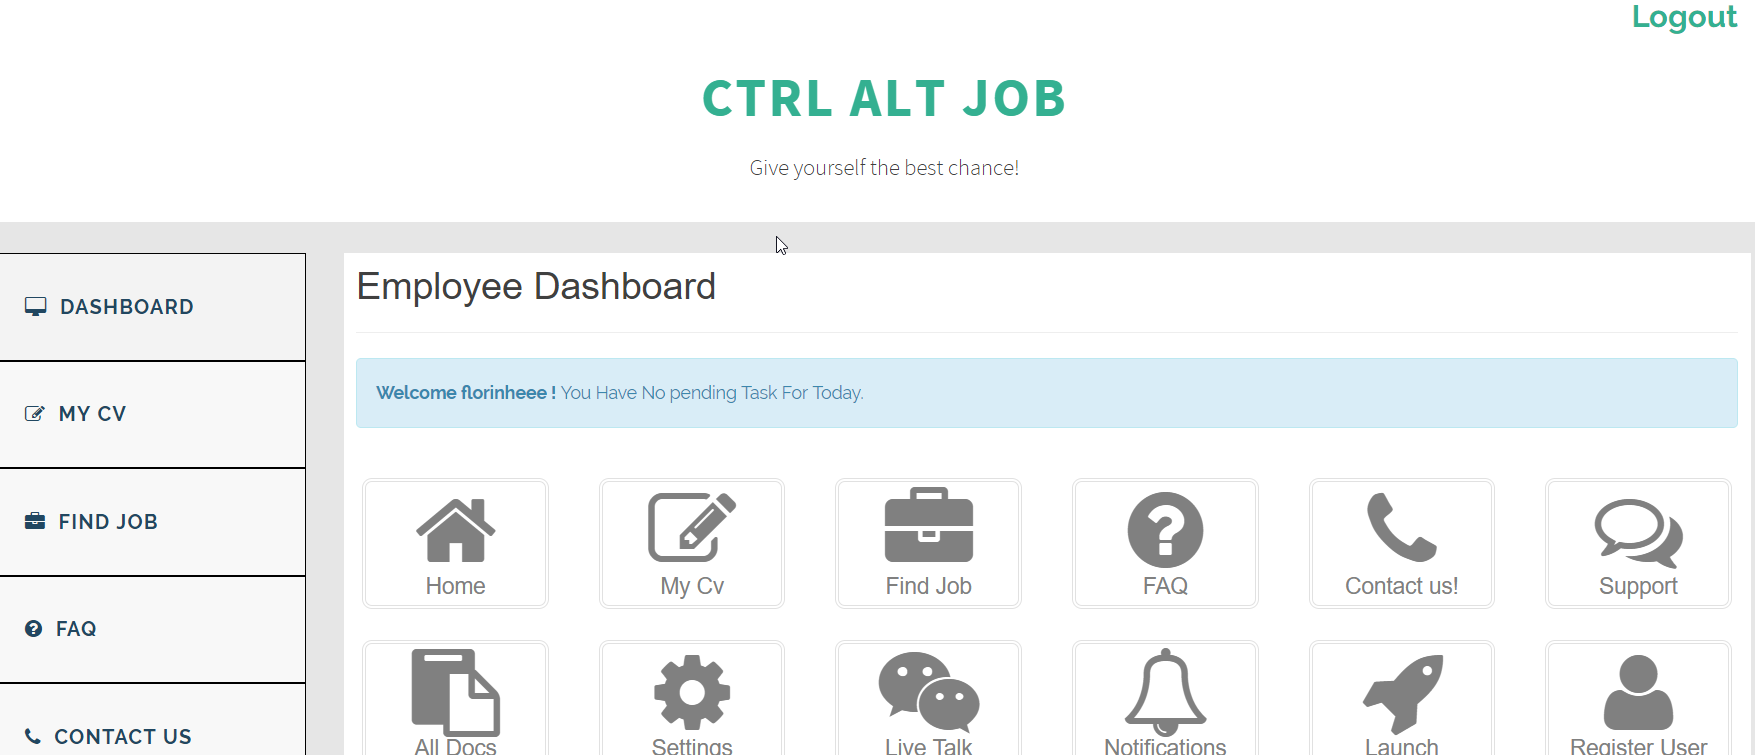 Logout
CTRL ALT JOB
Give yourself the best chance!
DASHBOARD
MY CV
FIND JOB
FAQ
CONTACT US
Employee Dashboard
Welcome florinheee ! You Have No pending Task For Today.
Home
My Cv
Find Job
FAQ
Contact us!
Support
All Docs
Settings
Live Talk
Notifications
Launch
Register User